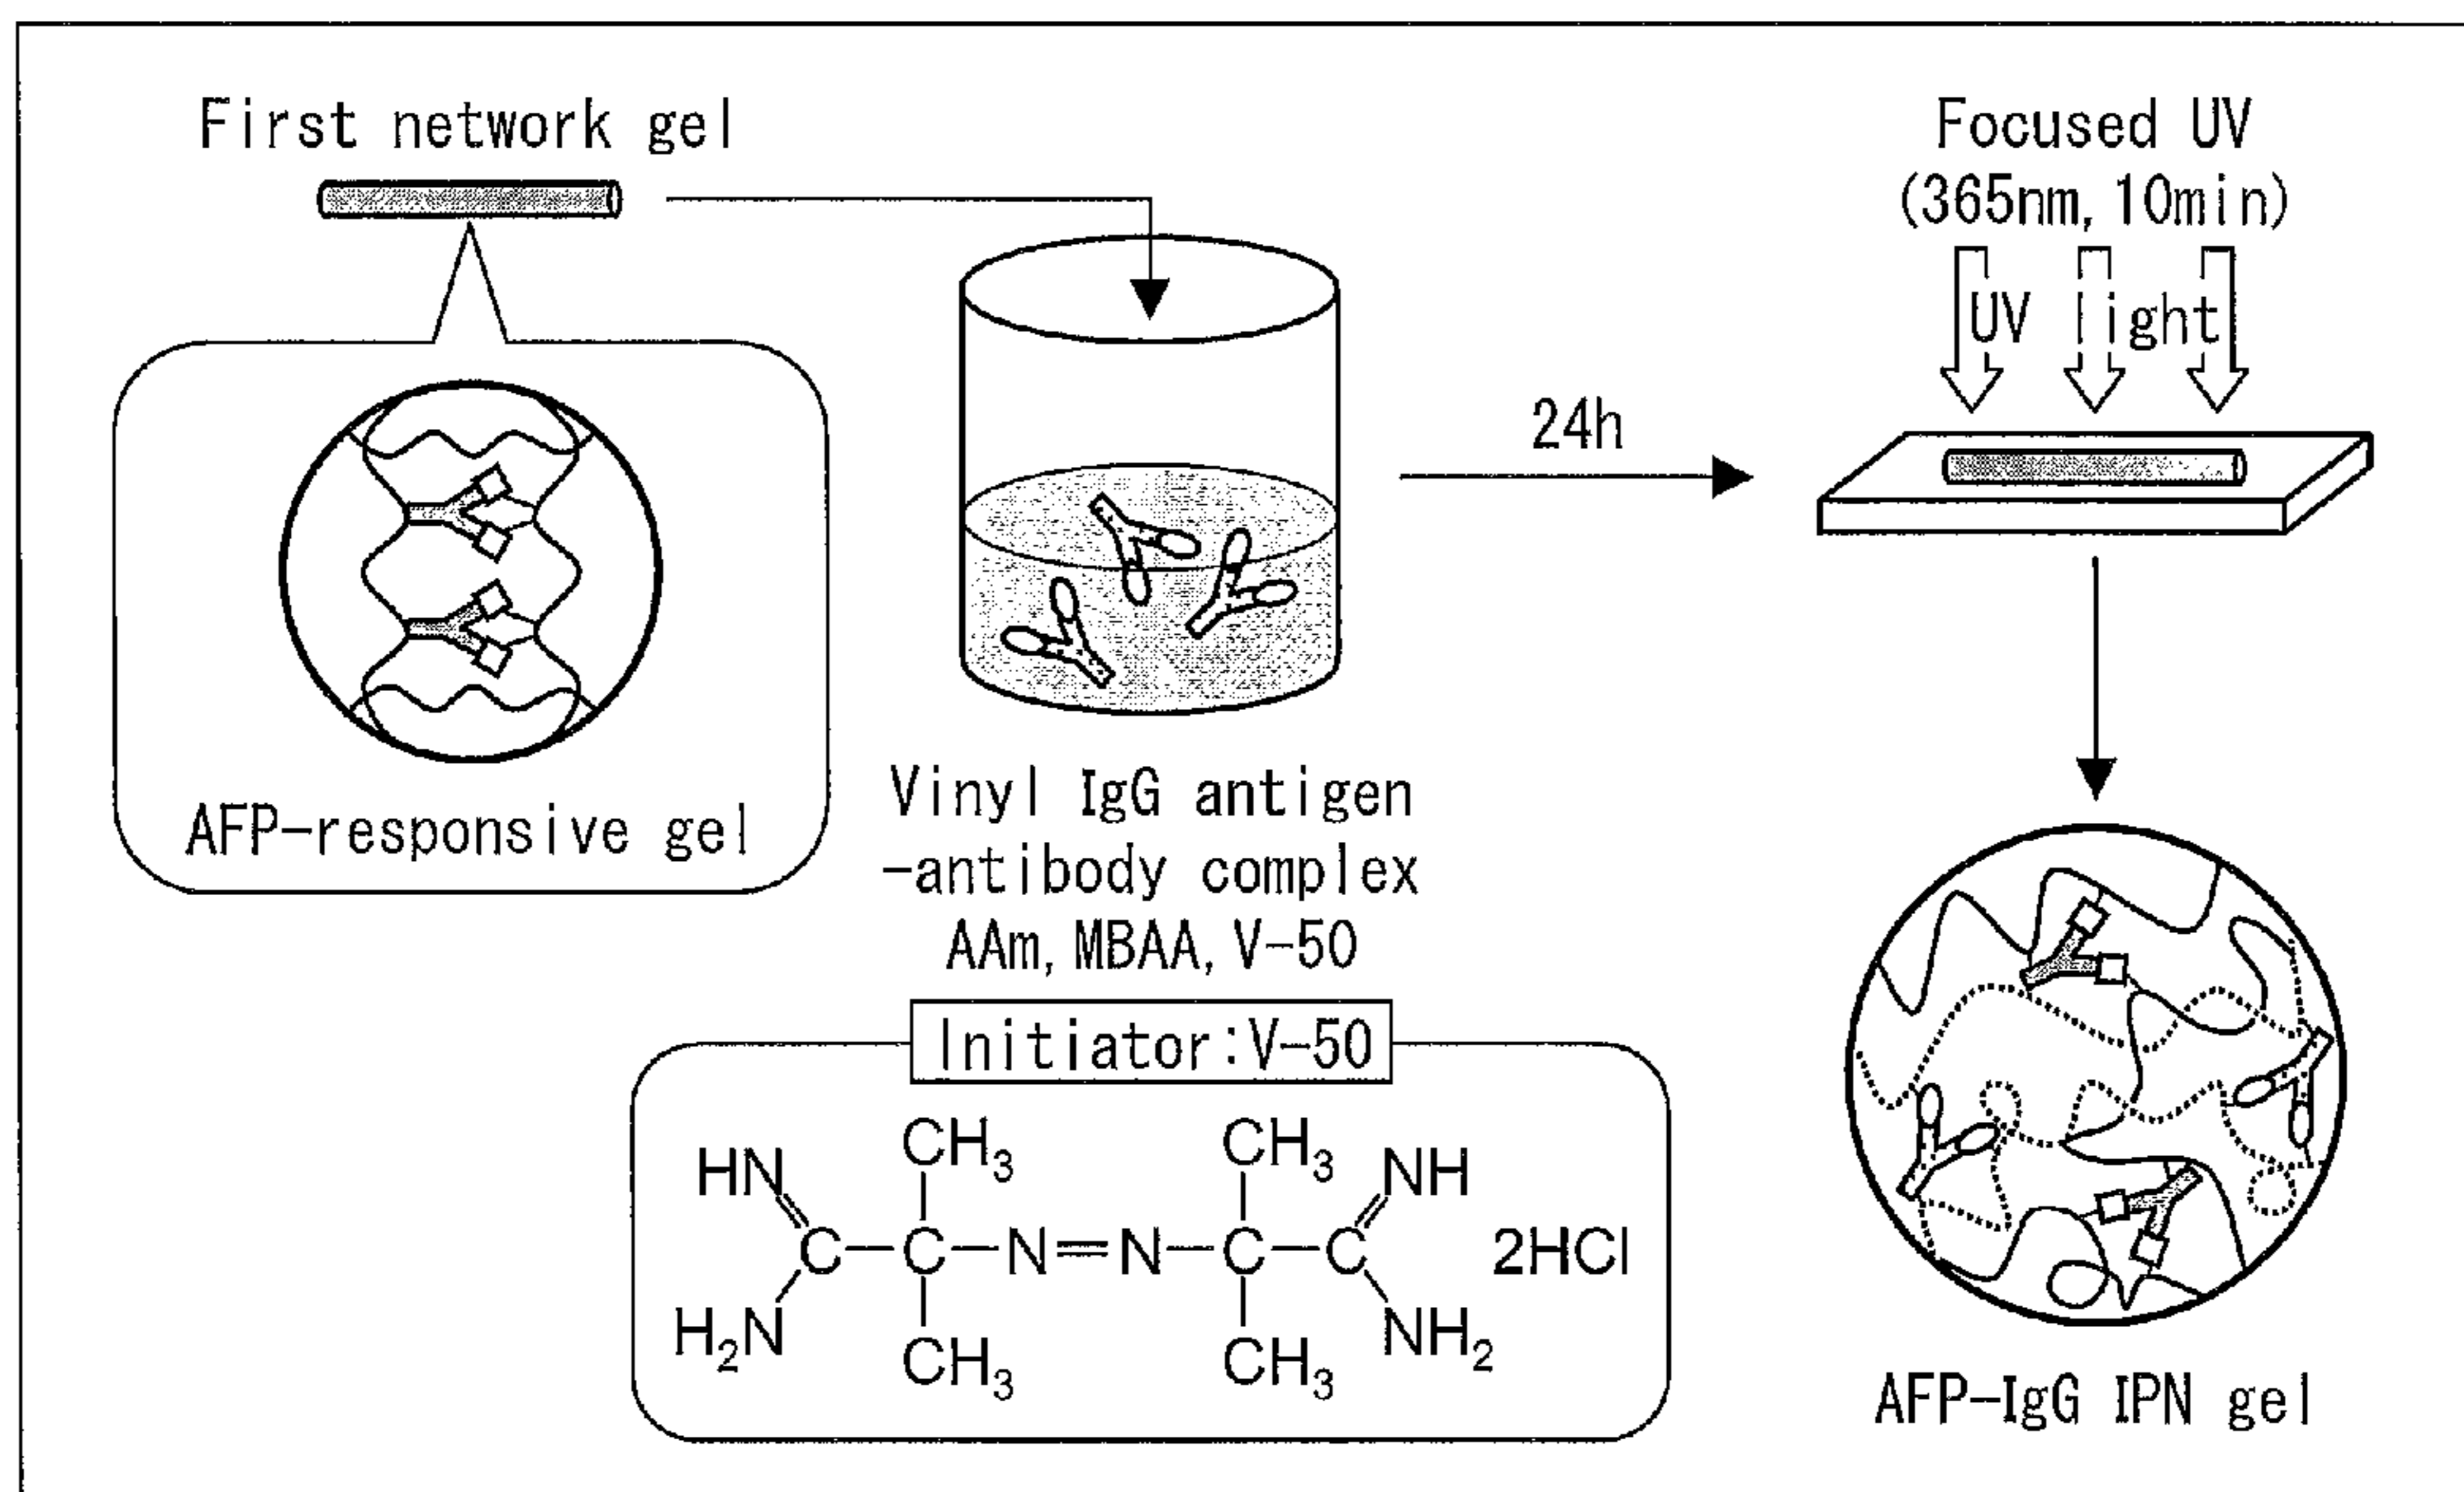 First network gel
AFP-responsive gel
Vinyl IgG antigen
-antibody complex
AAm, MBAA, V-50
24h
Focused UV
(365nm, 10min)
UV light
AFP-IgG IPN gel
Initiator:V-50
HN CH₃ CH₃ NH
C—C—N=N—C—C 2HCl
H₂N CH₃ CH₃ NH₂